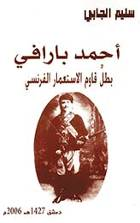 سليم الجابي
أحمد بارافي
بطل قاوم الاستعمار الفرنسي
دمشق 1427هـ 2006م